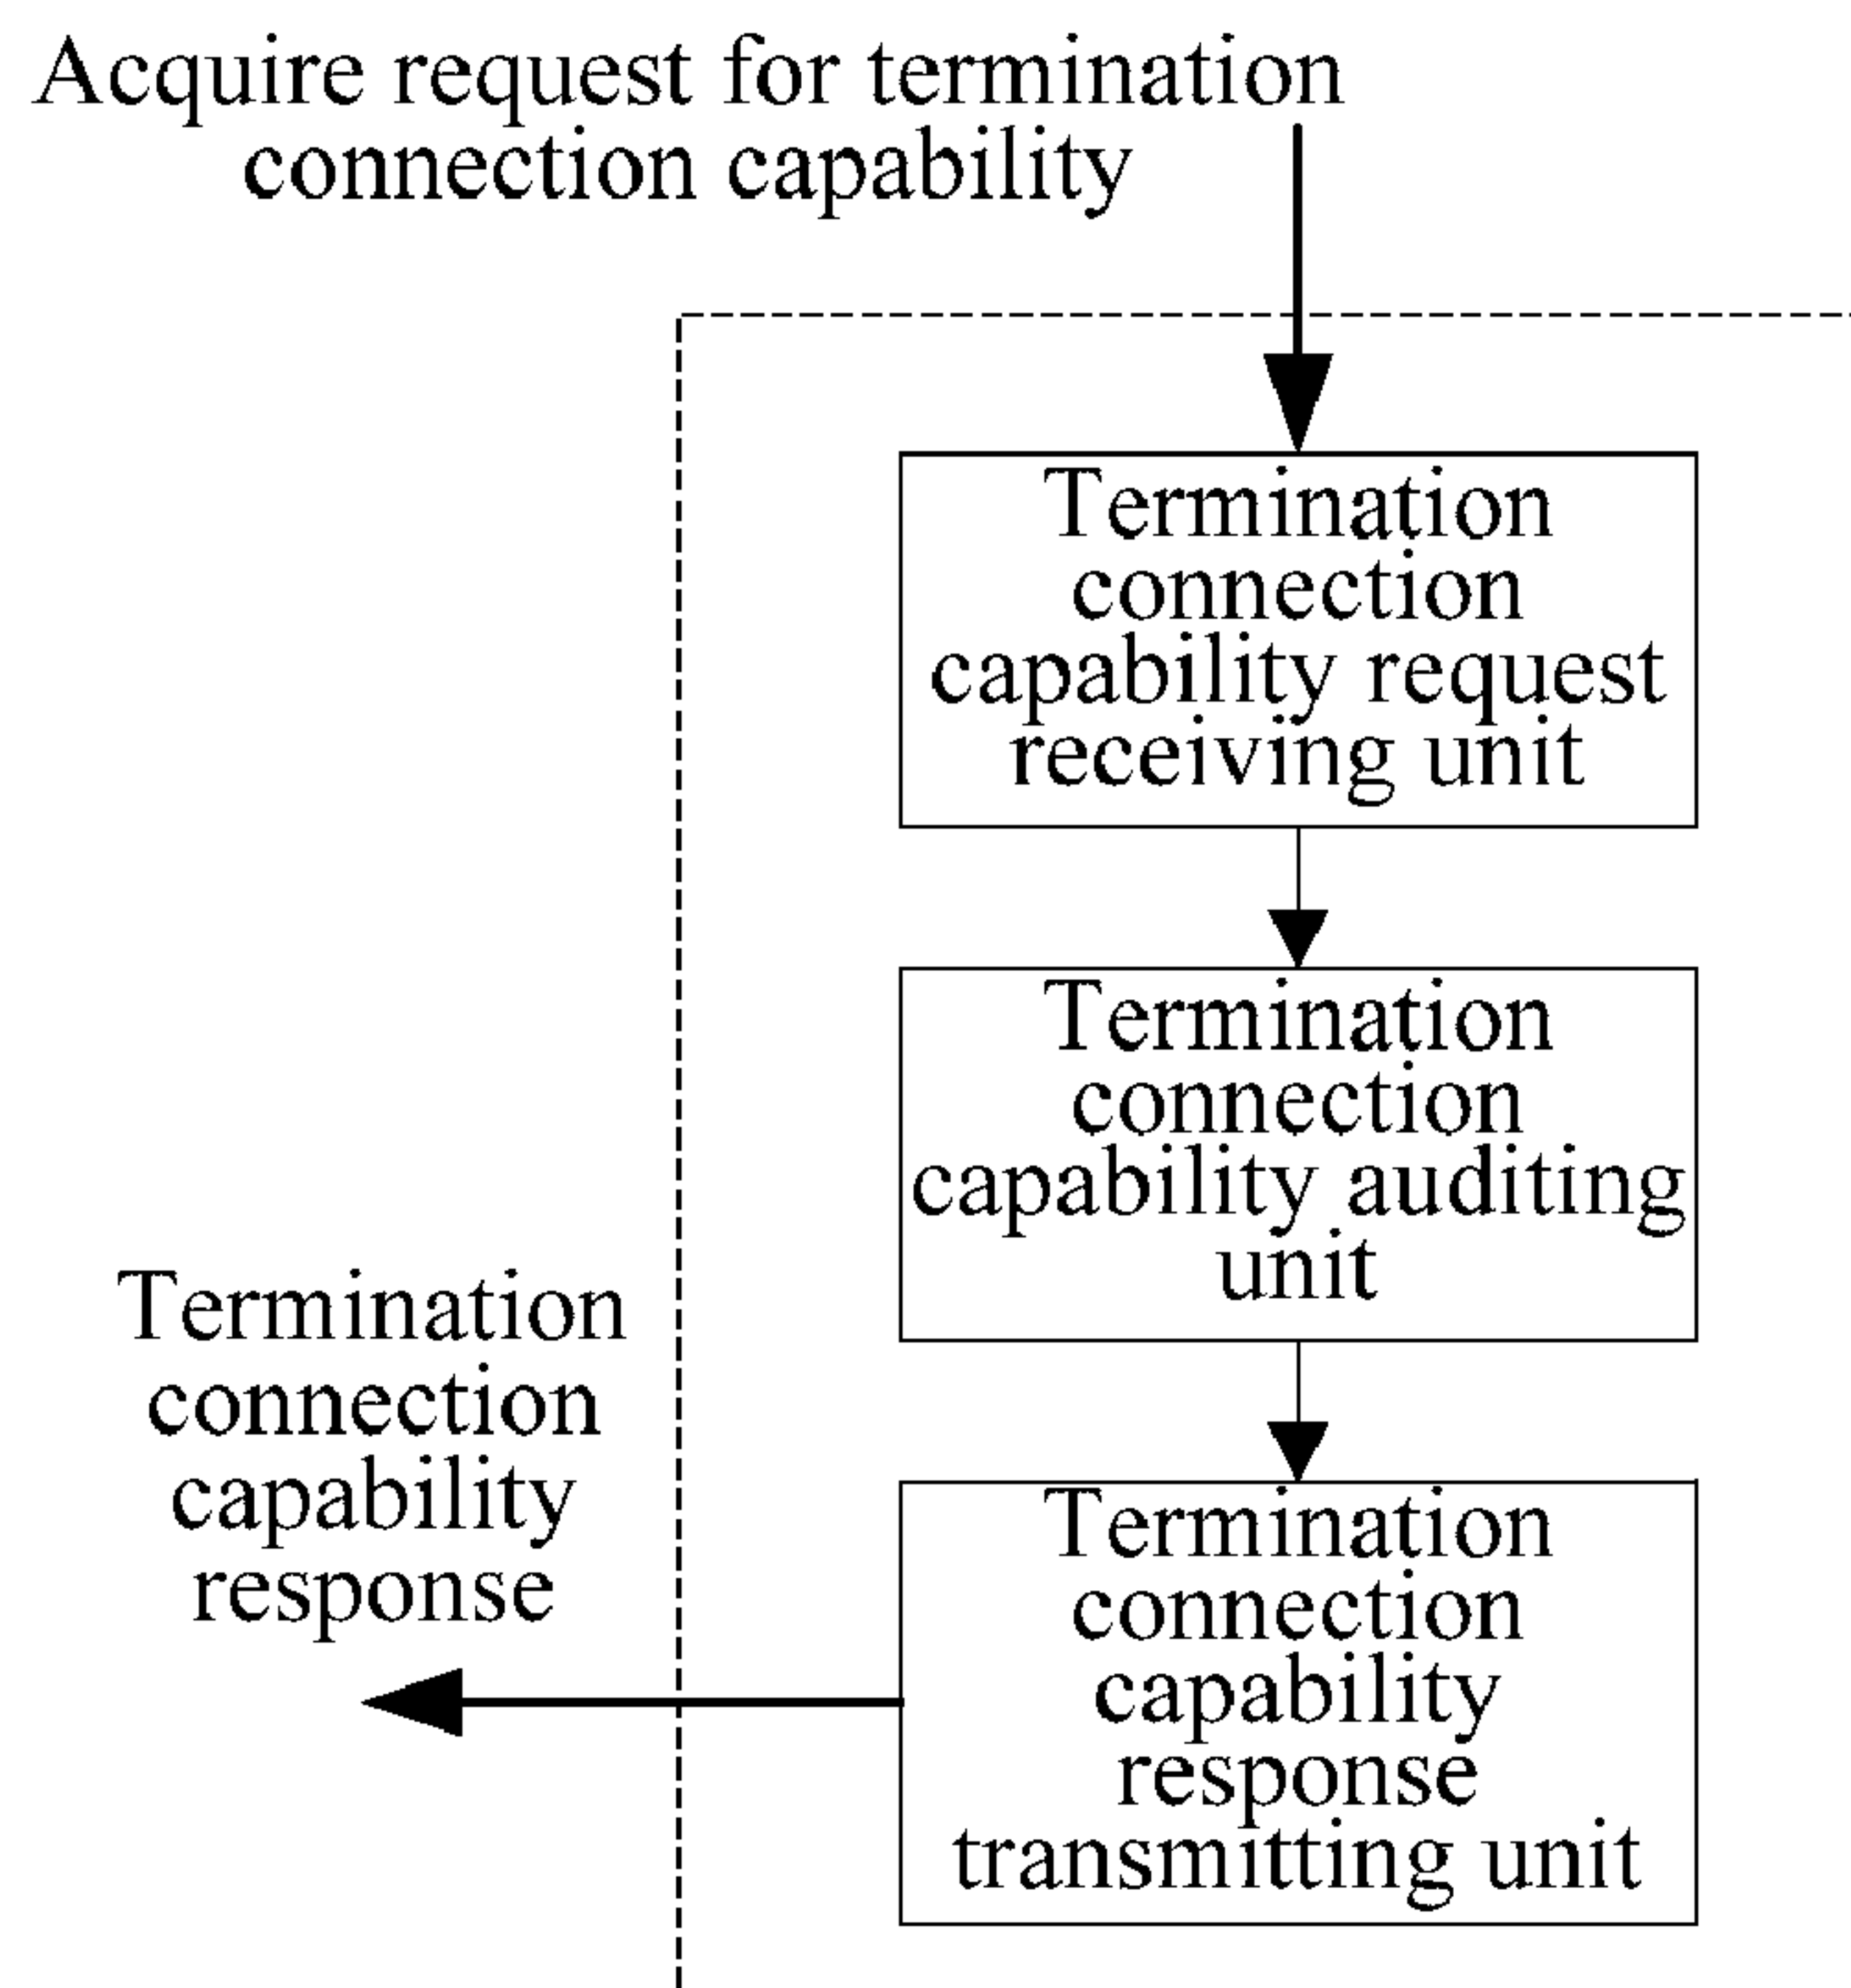 Acquire request for termination
connection capability
Termination
connection
capability request
receiving unit
Termination
connection
capability auditing
unit
Termination
connection
capability
response
Termination
connection
capability
response
transmitting unit